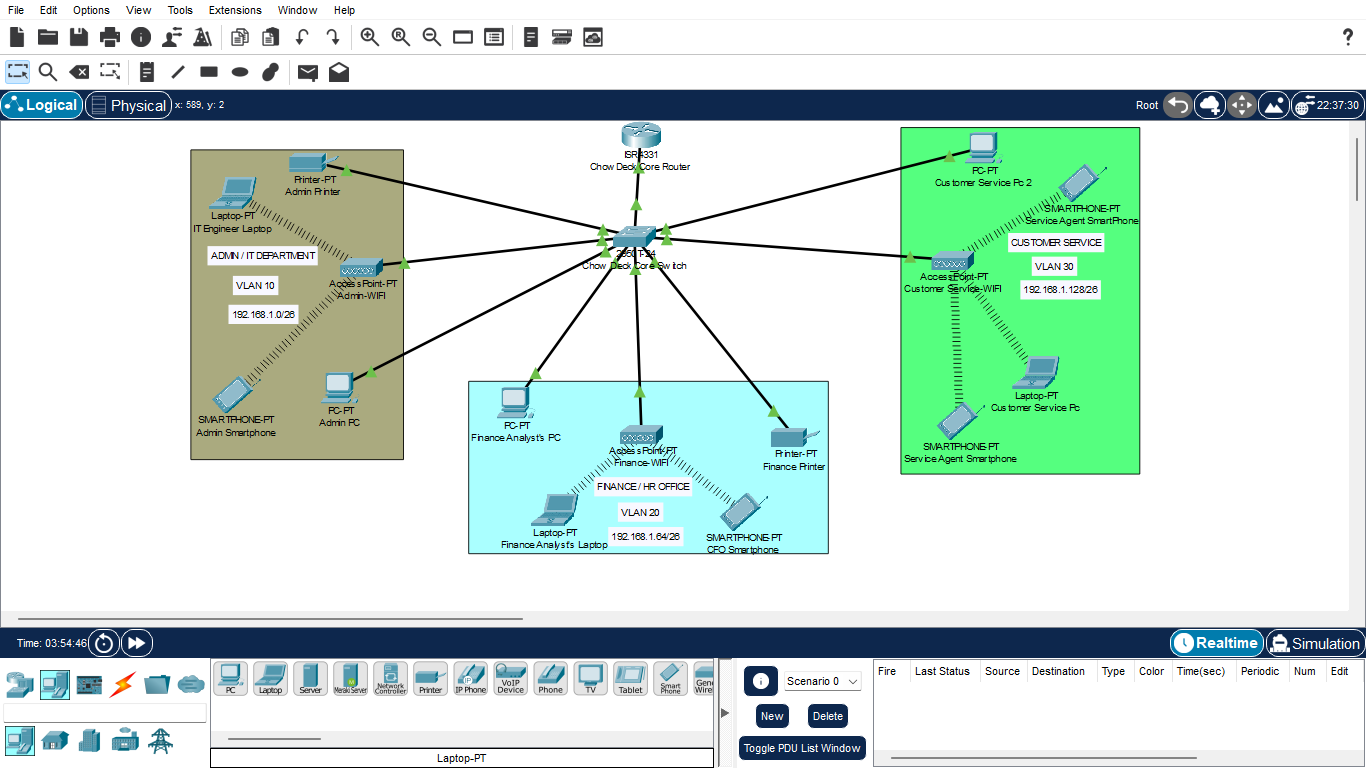 File Edit Options View Tools Extensions Window Help
?
Logical Physical x: 589, y: 2 Root 22:37:30
ISR4331
Chow Deck Core Router
Printer-PT
Admin Printer
Laptop-PT
IT Engineer Laptop
ADMIN / IT DEPARTMENT
VLAN 10
192.168.1.0/26
AccessPoint-PT
Admin-WIFI
SMARTPHONE-PT
Admin Smartphone
PC-PT
Admin PC
Chow Deck Core Switch
PC-PT
Customer Service Pc 2
SMARTPHONE-PT
Service Agent SmartPhone
CUSTOMER SERVICE
VLAN 30
192.168.1.128/26
AccessPoint-PT
Customer Service-WIFI
Laptop-PT
Customer Service Pc
SMARTPHONE-PT
Service Agent Smartphone
PC-PT
Finance Analyst's PC
AccessPoint-PT
Finance-WIFI
Printer-PT
Finance Printer
FINANCE / HR OFFICE
VLAN 20
192.168.1.64/26
Laptop-PT
Finance Analyst's Laptop
SMARTPHONE-PT
CFO Smartphone
Time: 03:54:46 Realtime Simulation
PC Laptop Server Meraki Server Network Controller Printer IP Phone VoIP Device Phone TV Tablet Smart Phone
Laptop-PT
Scenario 0
New Delete
Toggle PDU List Window
Fire Last Status Source Destination Type Color Time(sec) Periodic Num Edit